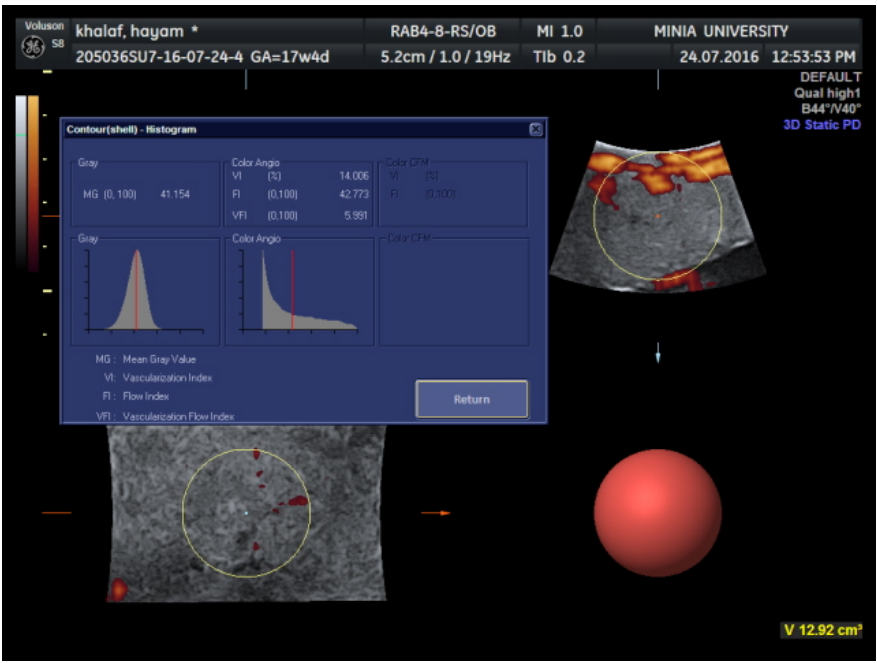 Voluson S8
khalaf, hayam * RAB4-8-RS/OB MI 1.0 MINIA UNIVERSITY
205036SU7-16-07-24-4 GA=17w4d 5.2cm / 1.0 / 19Hz TIb 0.2 24.07.2016 12:53:53 PM
DEFAULT
Qual high1
B44°/V40°
3D Static PD
Contour(shell) - Histogram
Gray Color Angio Color CFM
VI (%) 14.006 VI (%)
MG (0, 100) 41.154 FI (0,100) 42.773 FI (0,100)
VFI (0,100) 5.991
Gray Color Angio Color CFM
MG : Mean Gray Value
VI: Vascularization Index
FI : Flow Index
VFI : Vascularization Flow Index
Return
V 12.92 cm³